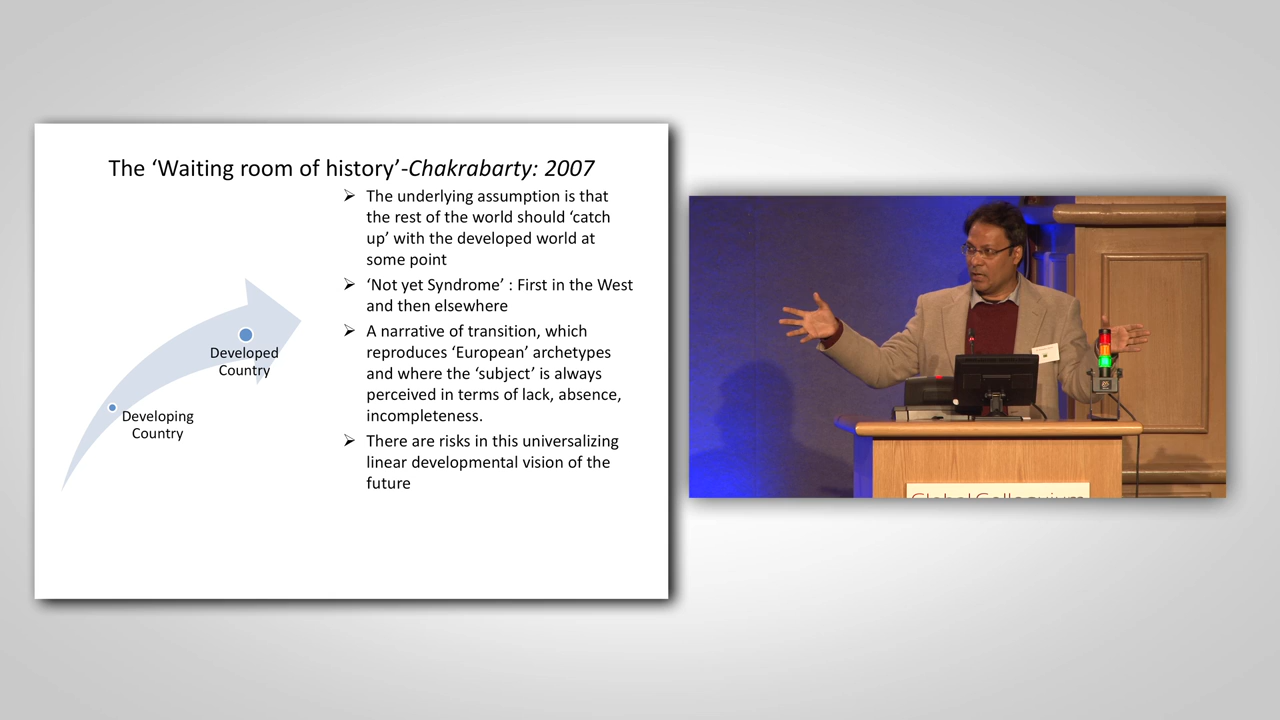 The ‘Waiting room of history’-Chakrabarty: 2007
➢ The underlying assumption is that
the rest of the world should ‘catch
up’ with the developed world at
some point
➢ ‘Not yet Syndrome’ : First in the West
and then elsewhere
➢ A narrative of transition, which
reproduces ‘European’ archetypes
and where the ‘subject’ is always
perceived in terms of lack, absence,
incompleteness.
➢ There are risks in this universalizing
linear developmental vision of the
future
Developed
Country
Developing
Country
Global Colloquium